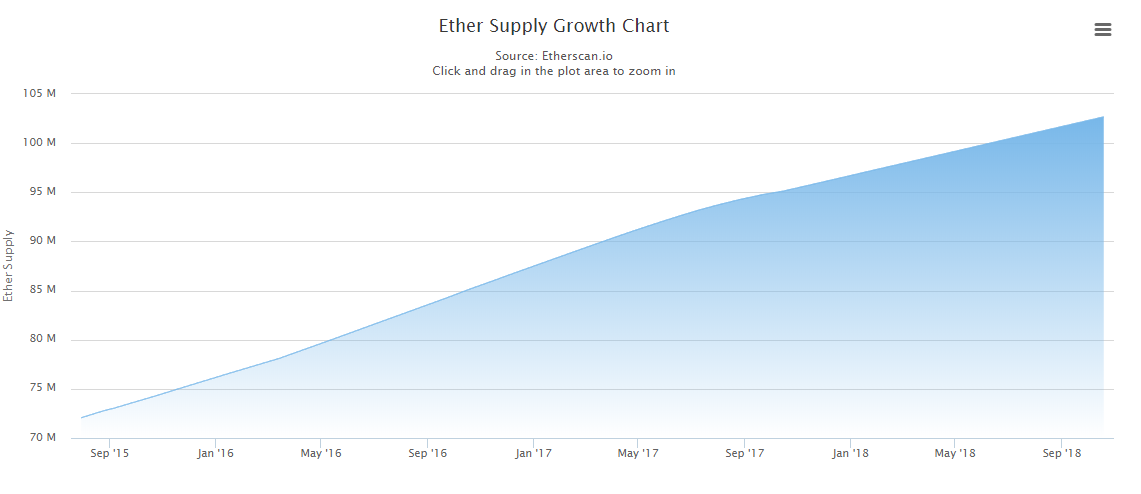 Ether Supply Growth Chart
Source: Etherscan.io
Click and drag in the plot area to zoom in
105 M
100 M
95 M
90 M
85 M
80 M
75 M
70 M
Ether Supply
Sep '15
Jan '16
May '16
Sep '16
Jan '17
May '17
Sep '17
Jan '18
May '18
Sep '18